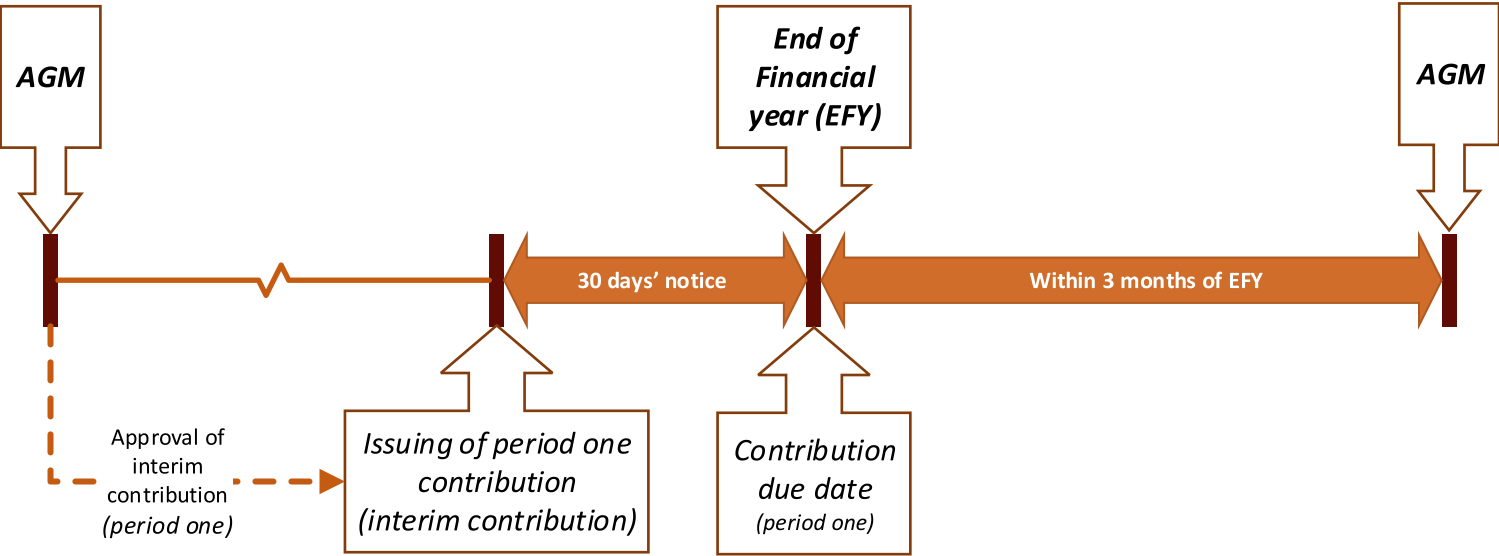 AGM
End of
Financial
year (EFY)
AGM
30 days’ notice
Within 3 months of EFY
Approval of
interim
contribution
(period one)
Issuing of period one
contribution
(interim contribution)
Contribution
due date
(period one)